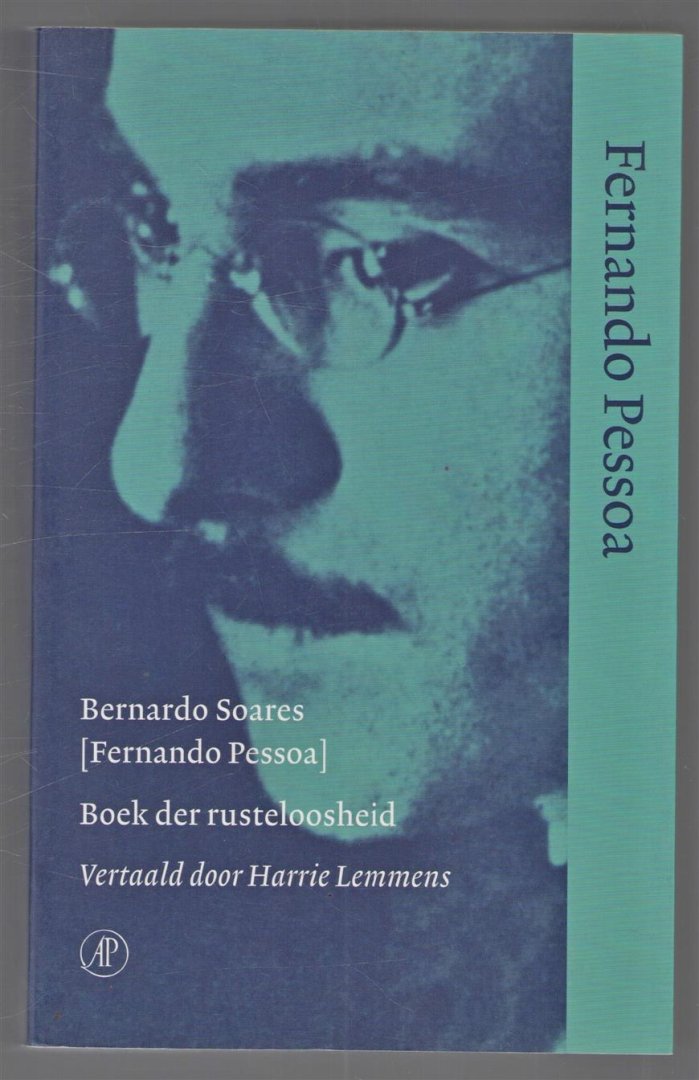 Fernando Pessoa
Bernardo Soares
[Fernando Pessoa]
Boek der rusteloosheid
Vertaald door Harrie Lemmens
AP